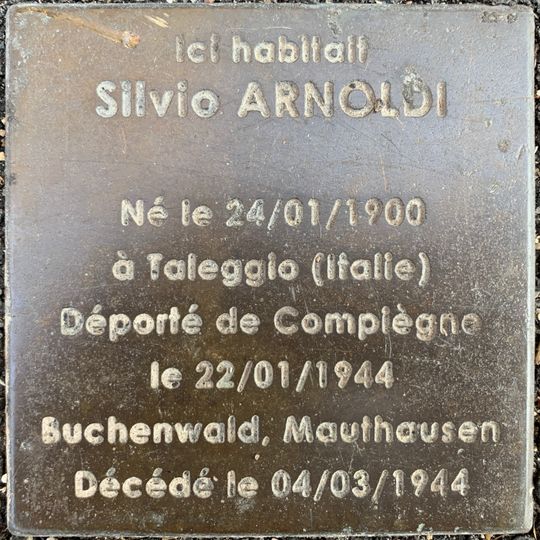 Ici habitait
Silvio ARNOLDI
Né le 24/01/1900
à Taleggio (Italie)
Déporté de Compiègne
le 22/01/1944
Buchenwald, Mauthausen
Décédé le 04/03/1944